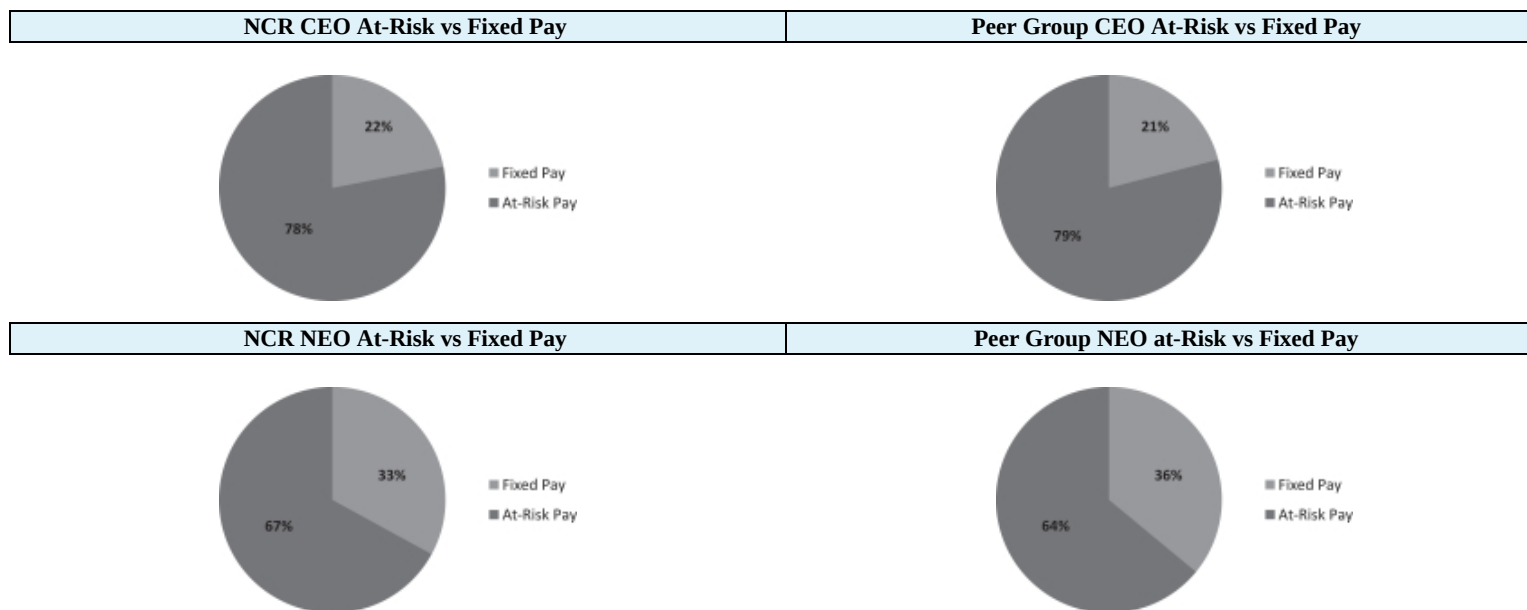 NCR CEO At-Risk vs Fixed Pay
Peer Group CEO At-Risk vs Fixed Pay
22%
78%
Fixed Pay
At-Risk Pay
21%
79%
Fixed Pay
At-Risk Pay
NCR NEO At-Risk vs Fixed Pay
Peer Group NEO at-Risk vs Fixed Pay
33%
67%
Fixed Pay
At-Risk Pay
36%
64%
Fixed Pay
At-Risk Pay